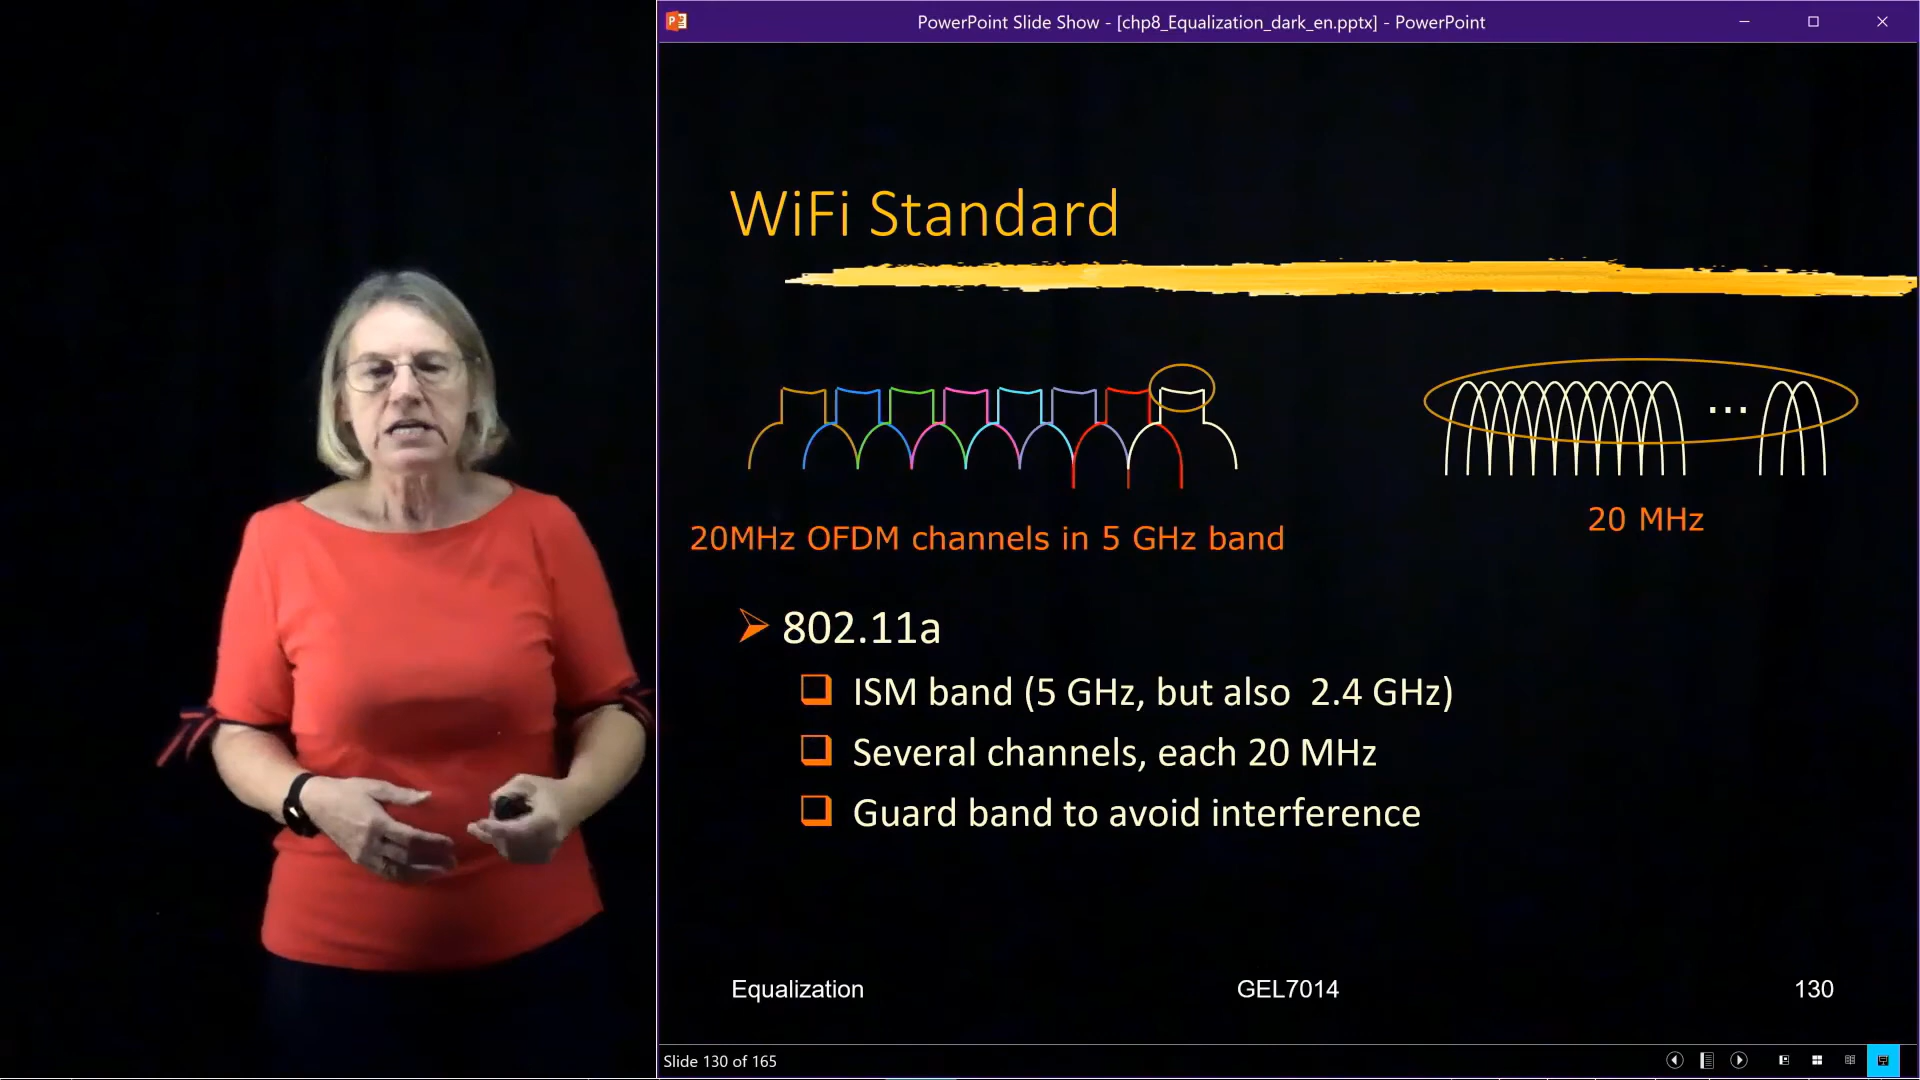 PowerPoint Slide Show - [chp8_Equalization_dark_en.pptx] - PowerPoint
WiFi Standard
...
20 MHz
20MHz OFDM channels in 5 GHz band
802.11a
ISM band (5 GHz, but also 2.4 GHz)
Several channels, each 20 MHz
Guard band to avoid interference
Equalization
GEL7014
130
Slide 130 of 165